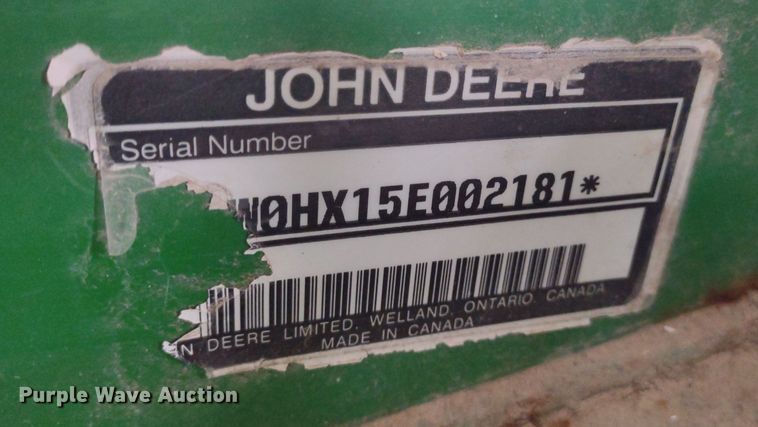 JOHN DEERE
Serial Number
W0HX15E002181*
N DEERE LIMITED, WELLAND, ONTARIO, CANADA
MADE IN CANADA
Purple Wave Auction